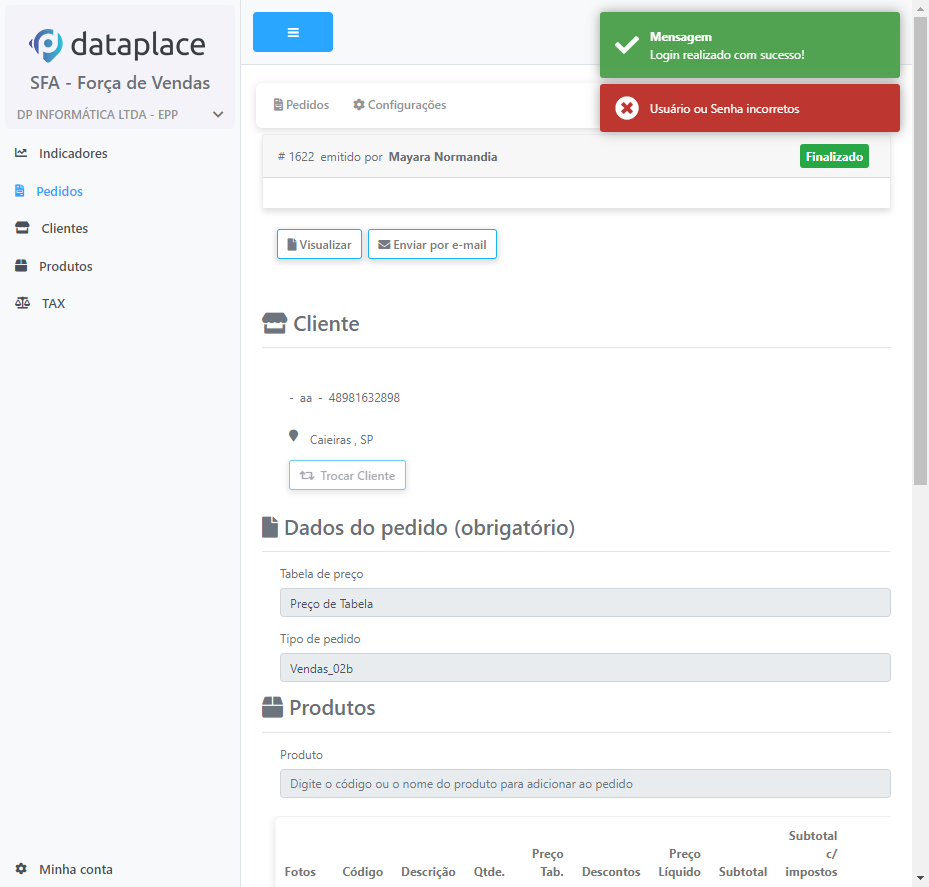 dataplace
SFA - Força de Vendas
DP INFORMÁTICA LTDA - EPP
Indicadores
Pedidos
Clientes
Produtos
TAX
Minha conta
Mensagem
Login realizado com sucesso!
Usuário ou Senha incorretos
Pedidos Configurações
# 1622 emitido por Mayara Normandia Finalizado
Visualizar Enviar por e-mail
Cliente
- aa - 48981632898
Caieiras , SP
Trocar Cliente
Dados do pedido (obrigatório)
Tabela de preço
Preço de Tabela
Tipo de pedido
Vendas_02b
Produtos
Produto
Digite o código ou o nome do produto para adicionar ao pedido
Subtotal
Preço Preço c/
Fotos Código Descrição Qtde. Tab. Descontos Líquido Subtotal impostos